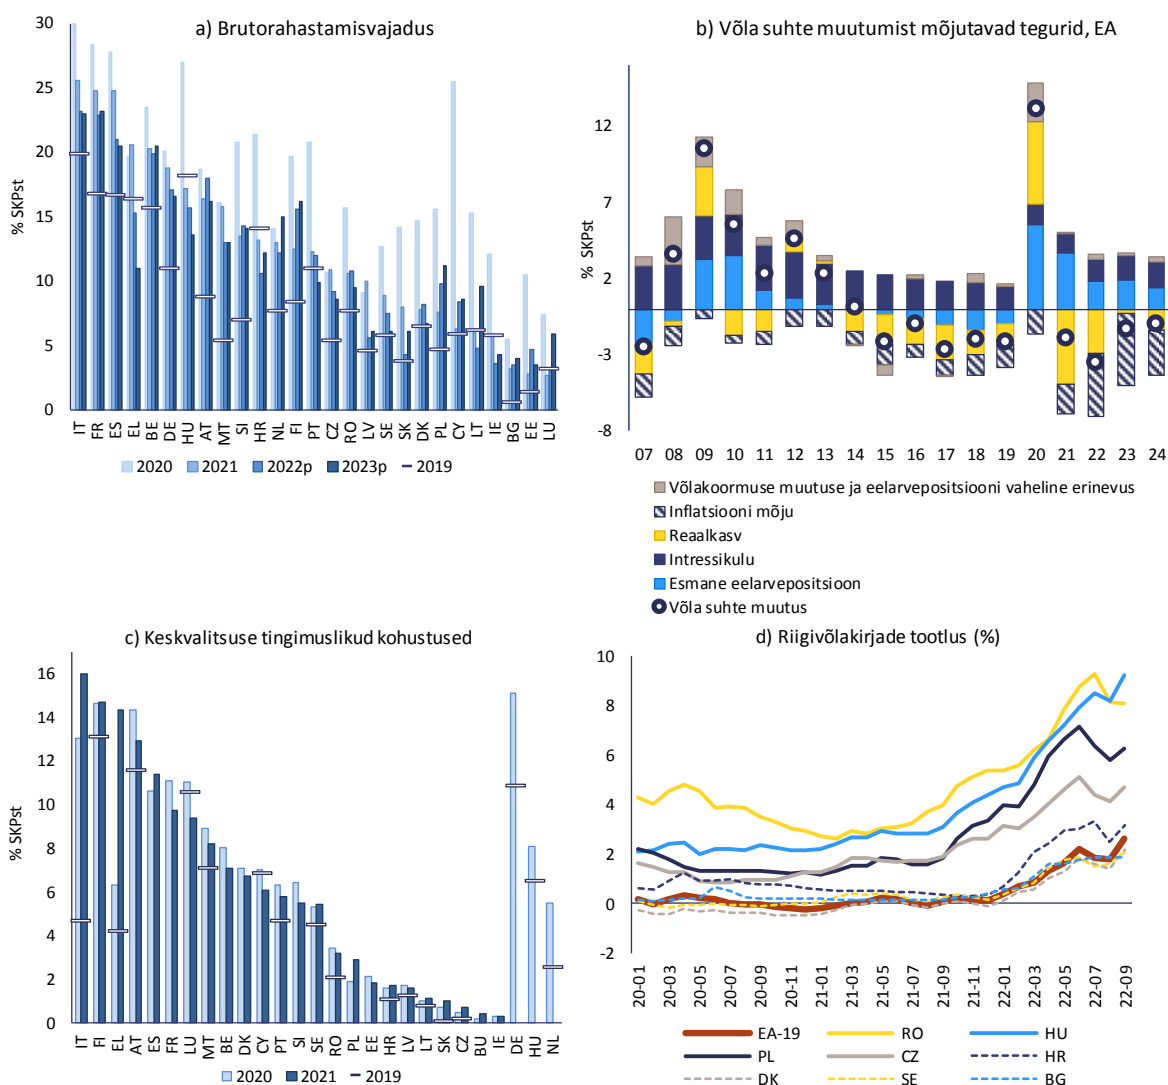 a) Brutorahastamisvajadus
% SKPst
30
25
20
15
10
5
0
IT FR ES EL BE DE HU AT MT SI HR NL FI PT CZ RO LV SE SK DK PL CY LT IE BG EE LU
2020 2021 2022p 2023p 2019
b) Võla suhte muutumist mõjutavad tegurid, EA
% SKPst
12
7
2
-3
-8
07 08 09 10 11 12 13 14 15 16 17 18 19 20 21 22 23 24
Võlakoormuse muutuse ja eelarvepositsiooni vaheline erinevus
Inflatsiooni mõju
Reaalkasv
Intressikulu
Esmane eelarvepositsioon
Võla suhte muutus
c) Keskvalitsuse tingimuslikud kohustused
% SKPst
16
14
12
10
8
6
4
2
0
IT FI EL AT ES FR LU MT BE DK CY PT SI SE RO PL EE HR LV LT SK CZ BU IE DE HU NL
2020 2021 2019
d) Riigivõlakirjade tootlus (%)
10
8
6
4
2
0
-2
20-01 20-03 20-05 20-07 20-09 20-11 21-01 21-03 21-05 21-07 21-09 21-11 22-01 22-03 22-05 22-07 22-09
EA-19 RO HU
PL CZ HR
DK SE BG